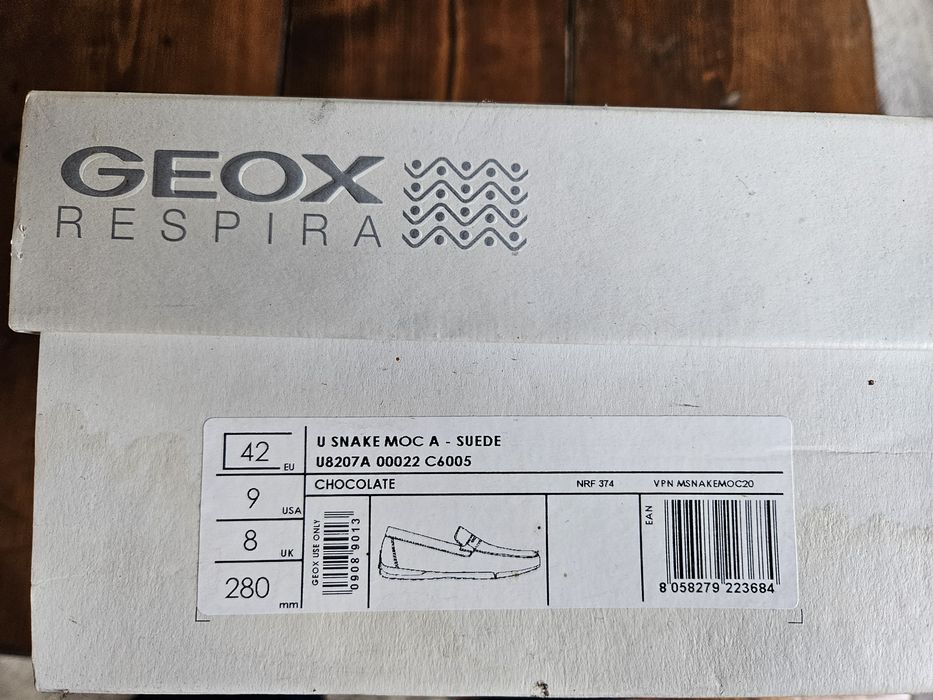 GEOX
RESPIRA
42 EU
9 USA
8 UK
280 mm
U SNAKE MOC A - SUEDE
U8207A 00022 C6005
CHOCOLATE NRF 374 VPN MSNAKEMOC20
GEOX USE ONLY
0908 9013
EAN
8 058279 223684